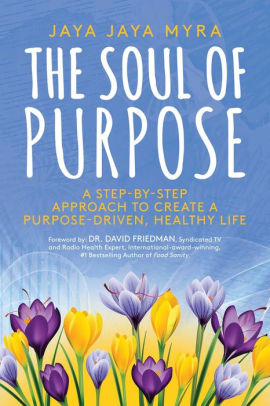 JAYA JAYA MYRA
THE SOUL OF
PURPOSE
A STEP-BY-STEP
APPROACH TO CREATE A
PURPOSE-DRIVEN, HEALTHY LIFE
Foreword by: DR. DAVID FRIEDMAN, Syndicated TV
and Radio Health Expert, International-award-winning,
#1 Bestselling Author of Food Sanity.